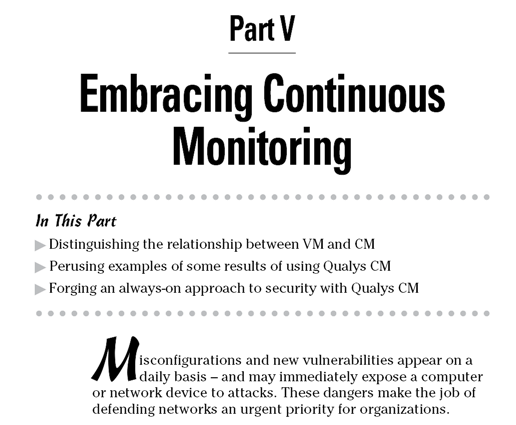 Part V
Embracing Continuous
Monitoring
In This Part
▶ Distinguishing the relationship between VM and CM
▶ Perusing examples of some results of using Qualys CM
▶ Forging an always-on approach to security with Qualys CM
Misconfigurations and new vulnerabilities appear on a
daily basis – and may immediately expose a computer
or network device to attacks. These dangers make the job of
defending networks an urgent priority for organizations.